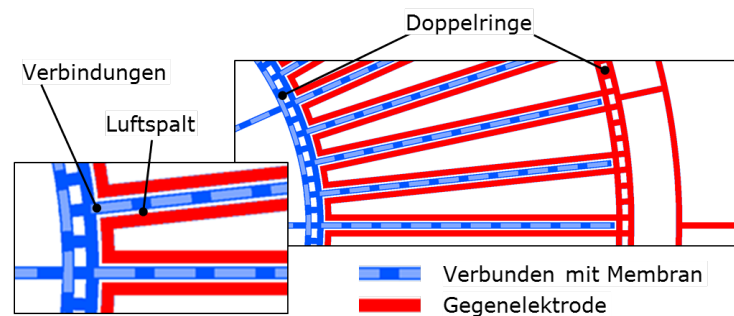 Doppelringe
Verbindungen
Luftspalt
Verbunden mit Membran
Gegenelektrode